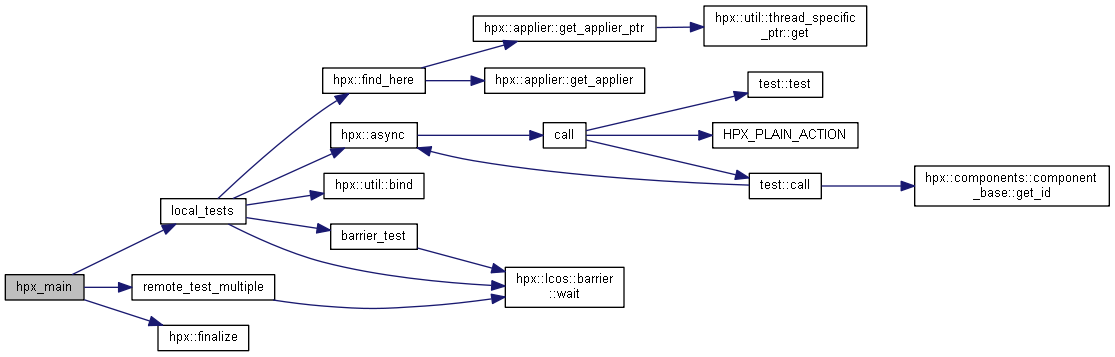 hpx::applier::get_applier_ptr
hpx::util::thread_specific
_ptr::get
hpx::find_here
hpx::applier::get_applier
test::test
hpx::async
call
HPX_PLAIN_ACTION
hpx::util::bind
test::call
hpx::components::component
_base::get_id
local_tests
barrier_test
hpx_main
remote_test_multiple
hpx::lcos::barrier
::wait
hpx::finalize